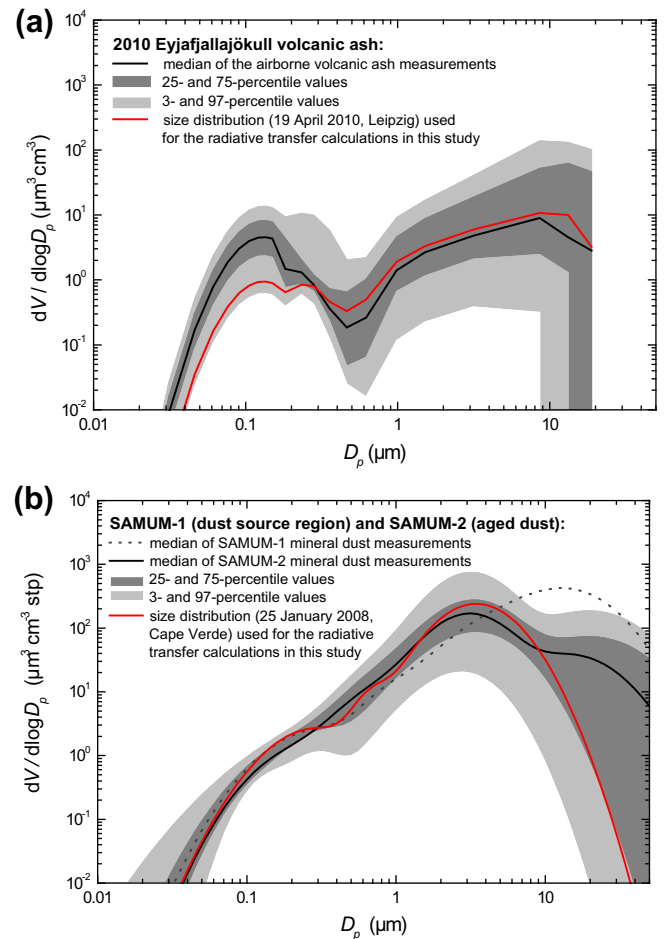 (a)
2010 Eyjafjallajökull volcanic ash:
median of the airborne volcanic ash measurements
25- and 75-percentile values
3- and 97-percentile values
size distribution (19 April 2010, Leipzig) used
for the radiative transfer calculations in this study
dV / dlogDₚ (µm³ cm⁻³)
10⁴
10³
10²
10¹
10⁰
10⁻¹
10⁻²
0.01 0.1 1 10
Dₚ (µm)
(b)
SAMUM-1 (dust source region) and SAMUM-2 (aged dust):
median of SAMUM-1 mineral dust measurements
median of SAMUM-2 mineral dust measurements
25- and 75-percentile values
3- and 97-percentile values
size distribution (25 January 2008,
Cape Verde) used for the radiative
transfer calculations in this study
dV / dlogDₚ (µm³ cm³ stp)
10⁴
10³
10²
10¹
10⁰
10⁻¹
10⁻²
0.01 0.1 1 10
Dₚ (µm)